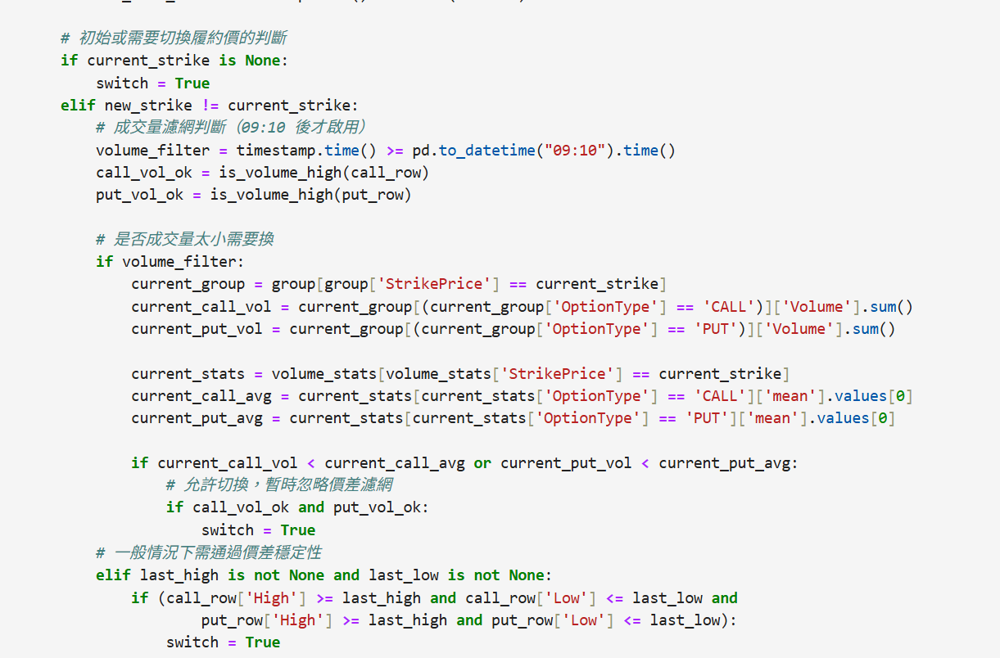 # 初始或需要切換履約價的判斷
if current_strike is None:
    switch = True
elif new_strike != current_strike:
    # 成交量濾網判斷（09:10 後才啟用）
    volume_filter = timestamp.time() >= pd.to_datetime("09:10").time()
    call_vol_ok = is_volume_high(call_row)
    put_vol_ok = is_volume_high(put_row)

    # 是否成交量太小需要換
    if volume_filter:
        current_group = group[group['StrikePrice'] == current_strike]
        current_call_vol = current_group[(current_group['OptionType'] == 'CALL')]['Volume'].sum()
        current_put_vol = current_group[(current_group['OptionType'] == 'PUT')]['Volume'].sum()

        current_stats = volume_stats[volume_stats['StrikePrice'] == current_strike]
        current_call_avg = current_stats[current_stats['OptionType'] == 'CALL']['mean'].values[0]
        current_put_avg = current_stats[current_stats['OptionType'] == 'PUT']['mean'].values[0]

        if current_call_vol < current_call_avg or current_put_vol < current_put_avg:
            # 允許切換，暫時忽略價差濾網
            if call_vol_ok and put_vol_ok:
                switch = True
    # 一般情況下需通過價差穩定性
    elif last_high is not None and last_low is not None:
        if (call_row['High'] >= last_high and call_row['Low'] <= last_low and
                put_row['High'] >= last_high and put_row['Low'] <= last_low):
            switch = True